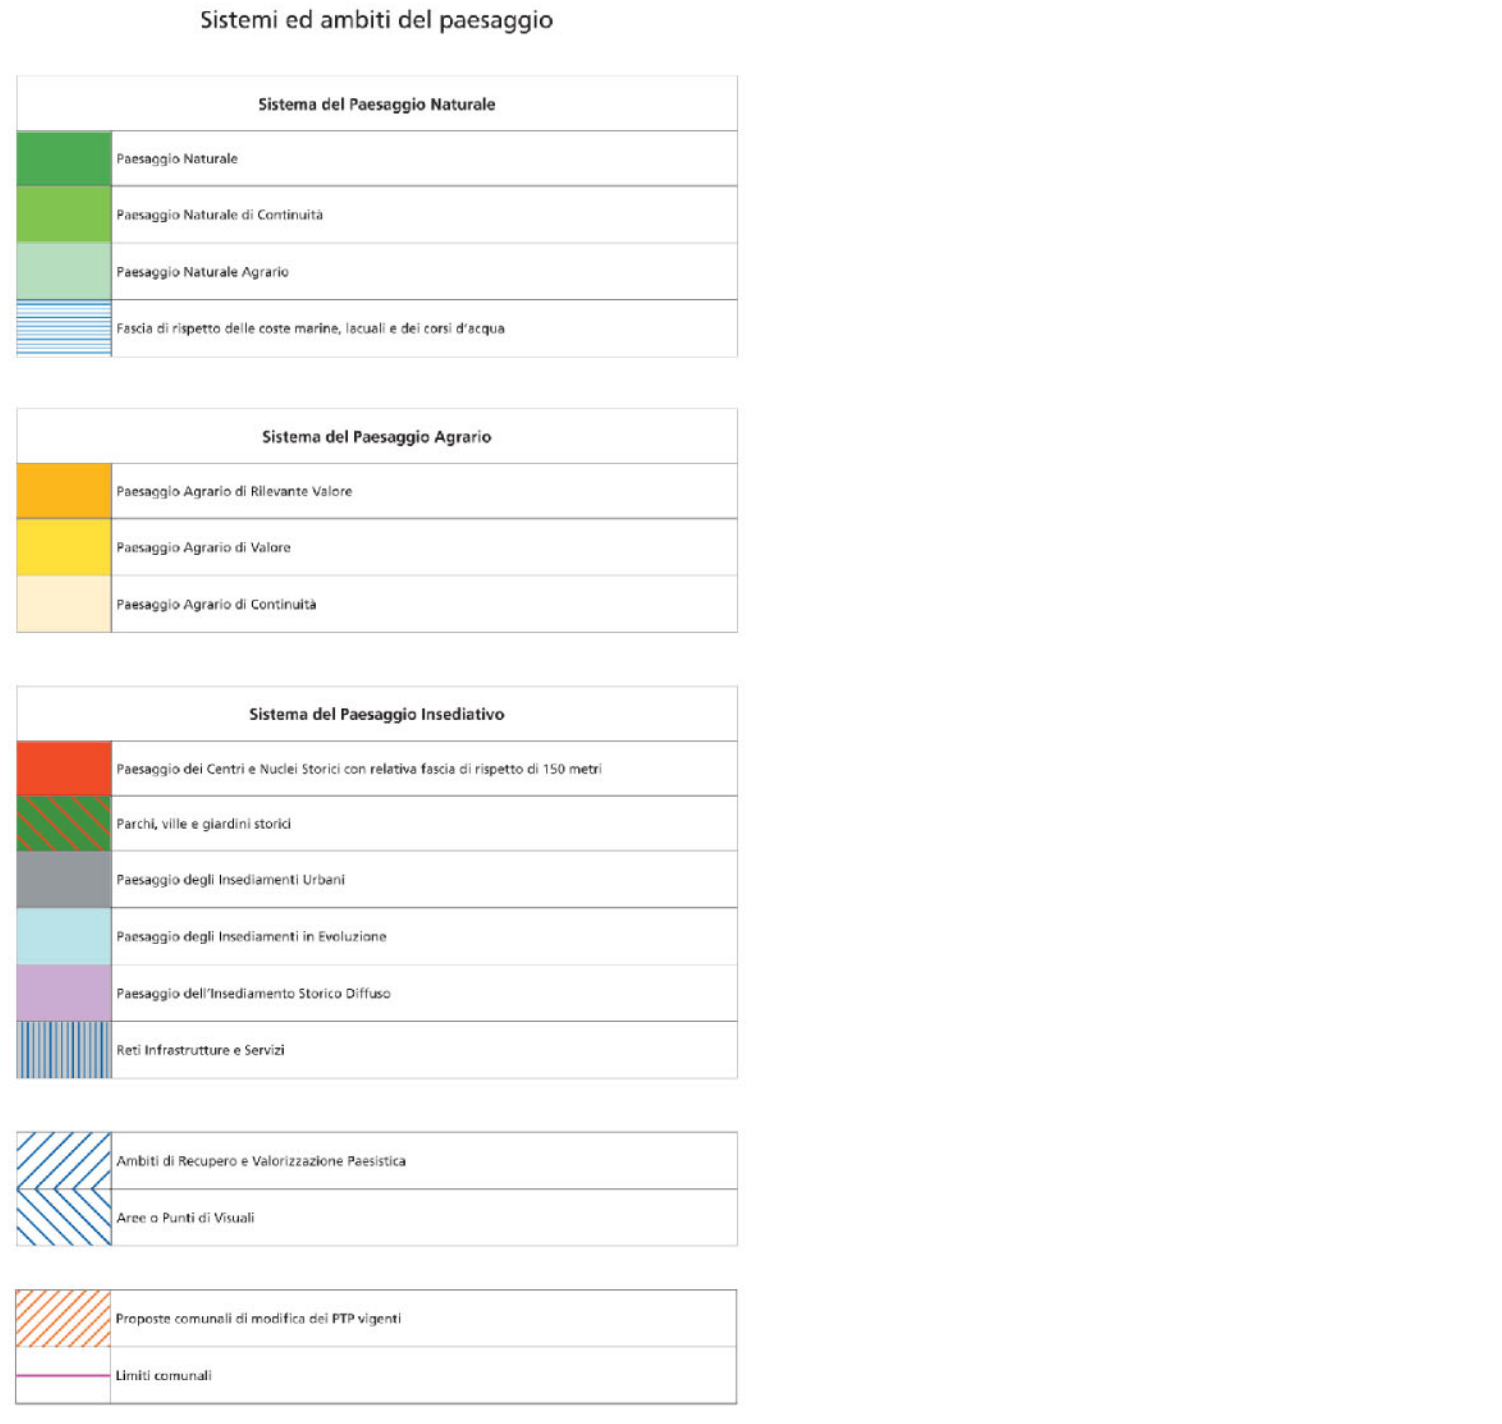 Sistemi ed ambiti del paesaggio
Sistema del Paesaggio Naturale
Paesaggio Naturale
Paesaggio Naturale di Continuità
Paesaggio Naturale Agrario
Fascia di rispetto delle coste marine, lacuali e dei corsi d'acqua
Sistema del Paesaggio Agrario
Paesaggio Agrario di Rilevante Valore
Paesaggio Agrario di Valore
Paesaggio Agrario di Continuità
Sistema del Paesaggio Insediativo
Paesaggio dei Centri e Nuclei Storici con relativa fascia di rispetto di 150 metri
Parchi, ville e giardini storici
Paesaggio degli Insediamenti Urbani
Paesaggio degli Insediamenti in Evoluzione
Paesaggio dell'Insediamento Storico Diffuso
Reti Infrastrutture e Servizi
Ambiti di Recupero e Valorizzazione Paesistica
Aree o Punti di Visuali
Proposte comunali di modifica dei PTP vigenti
Limiti comunali